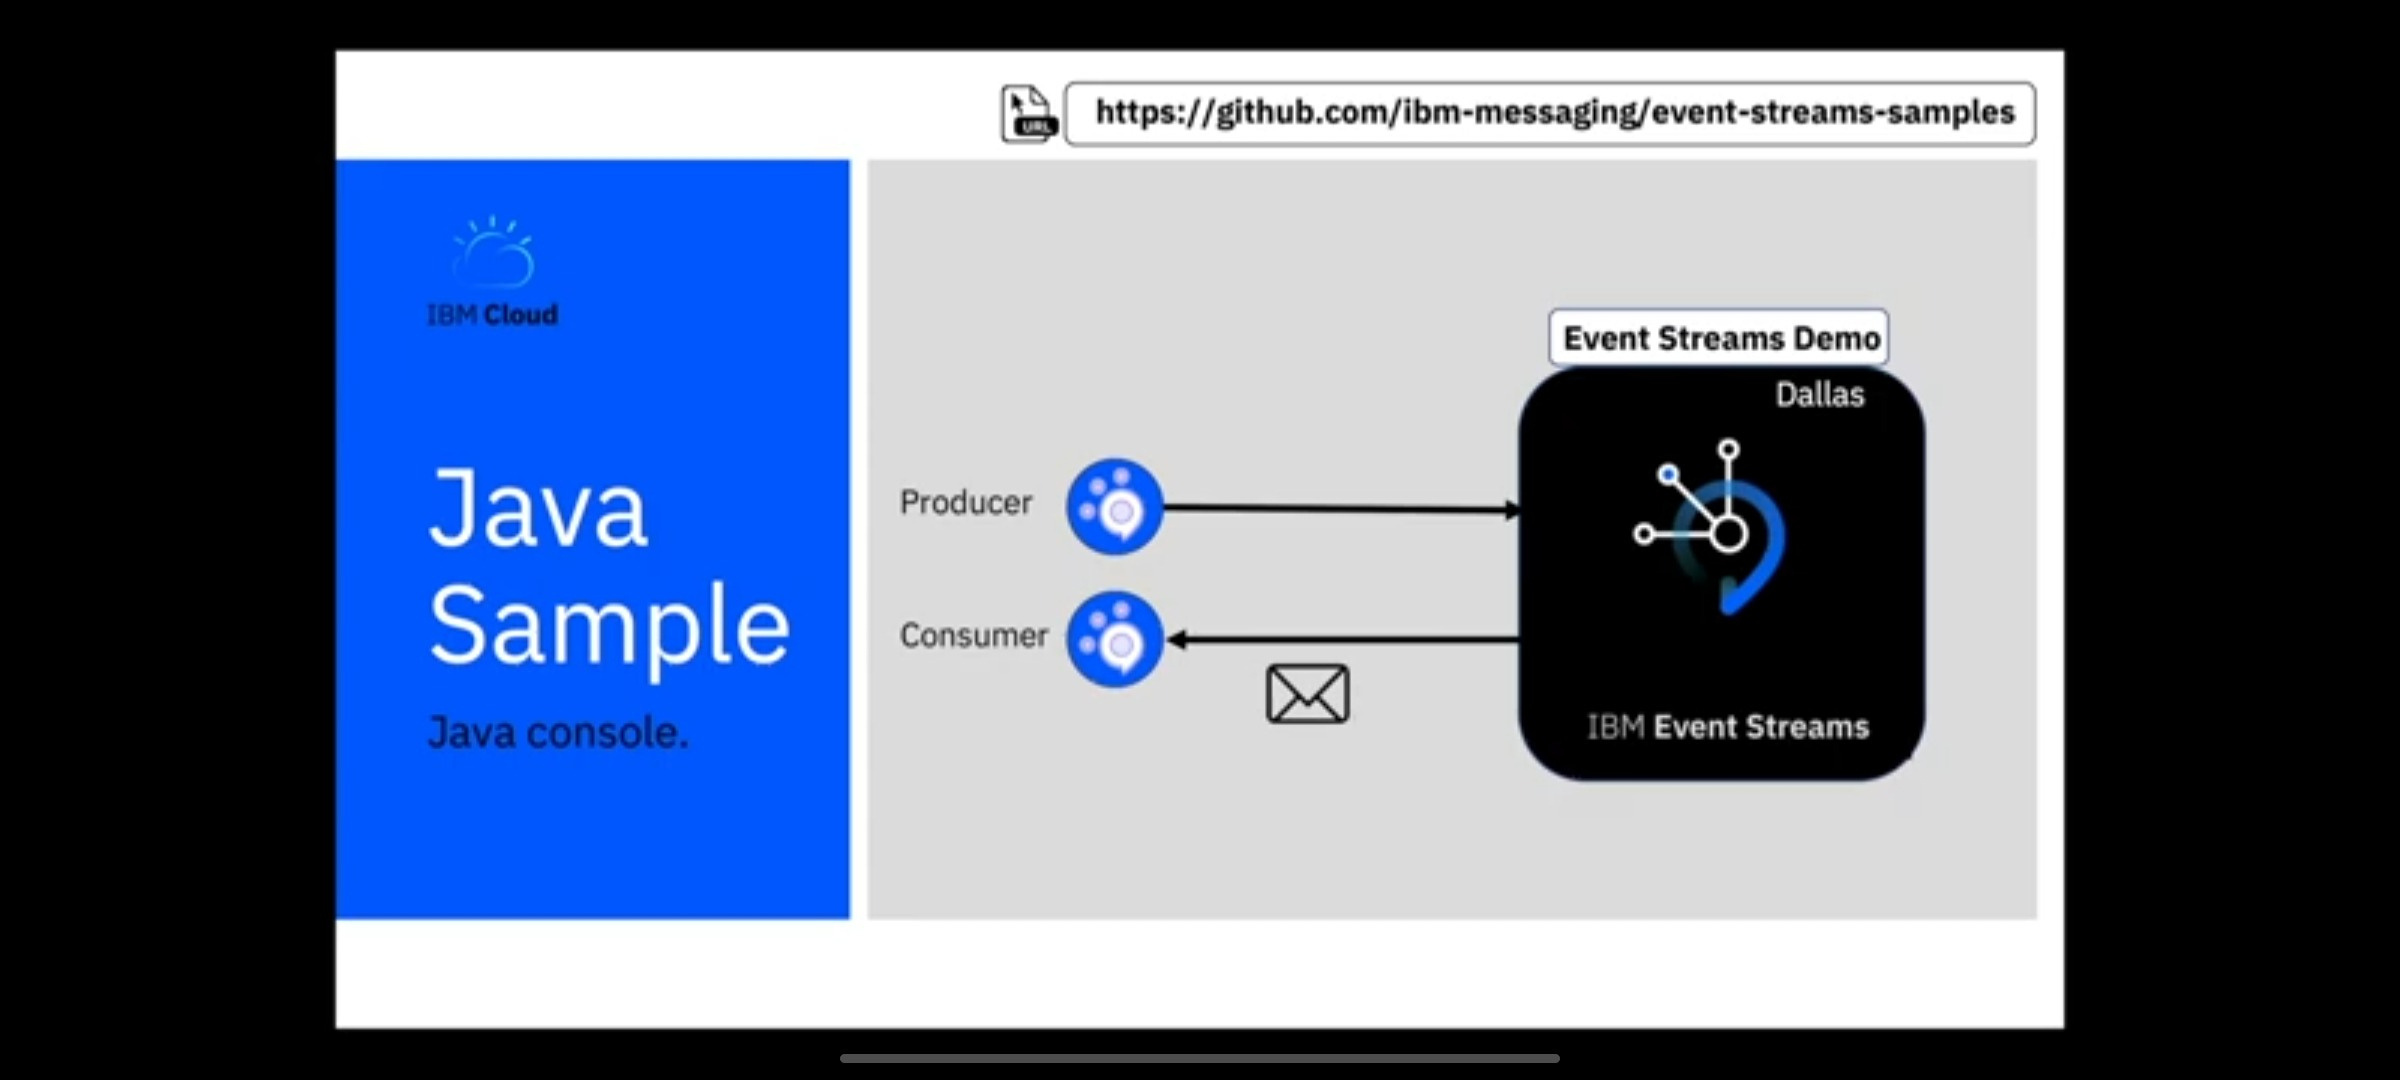 https://github.com/ibm-messaging/event-streams-samples
URL
IBM Cloud
Java
Sample
Java console.
Event Streams Demo
Dallas
Producer
Consumer
IBM Event Streams